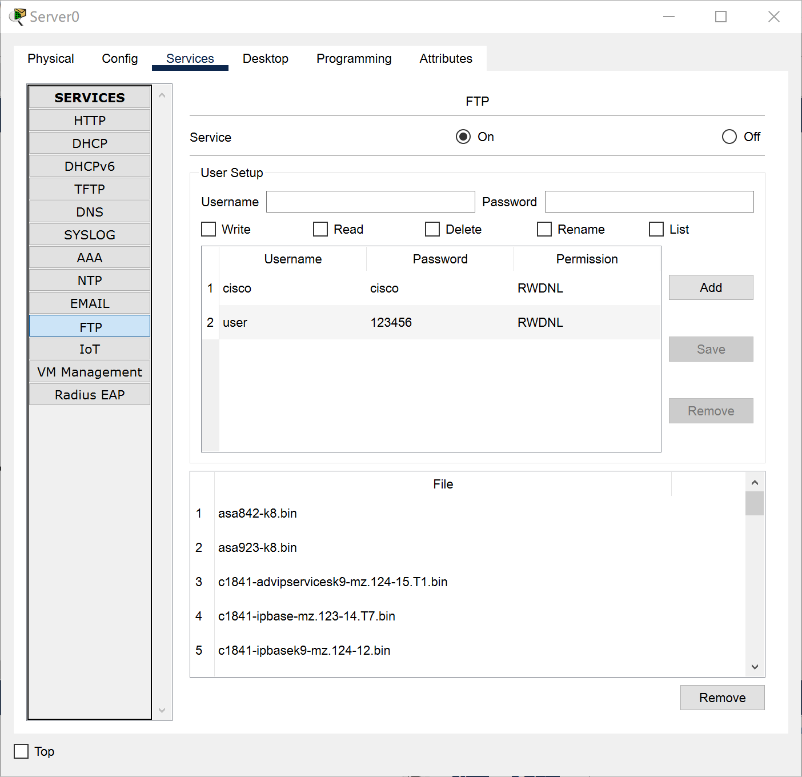 Server0
Physical Config Services Desktop Programming Attributes
SERVICES
HTTP
DHCP
DHCPv6
TFTP
DNS
SYSLOG
AAA
NTP
EMAIL
FTP
IoT
VM Management
Radius EAP
FTP
Service On Off
User Setup
Username Password
Write Read Delete Rename List
Username Password Permission
1 cisco cisco RWDNL
2 user 123456 RWDNL
Add
Save
Remove
File
1 asa842-k8.bin
2 asa923-k8.bin
3 c1841-advipservicesk9-mz.124-15.T1.bin
4 c1841-ipbase-mz.123-14.T7.bin
5 c1841-ipbasek9-mz.124-12.bin
Remove
Top